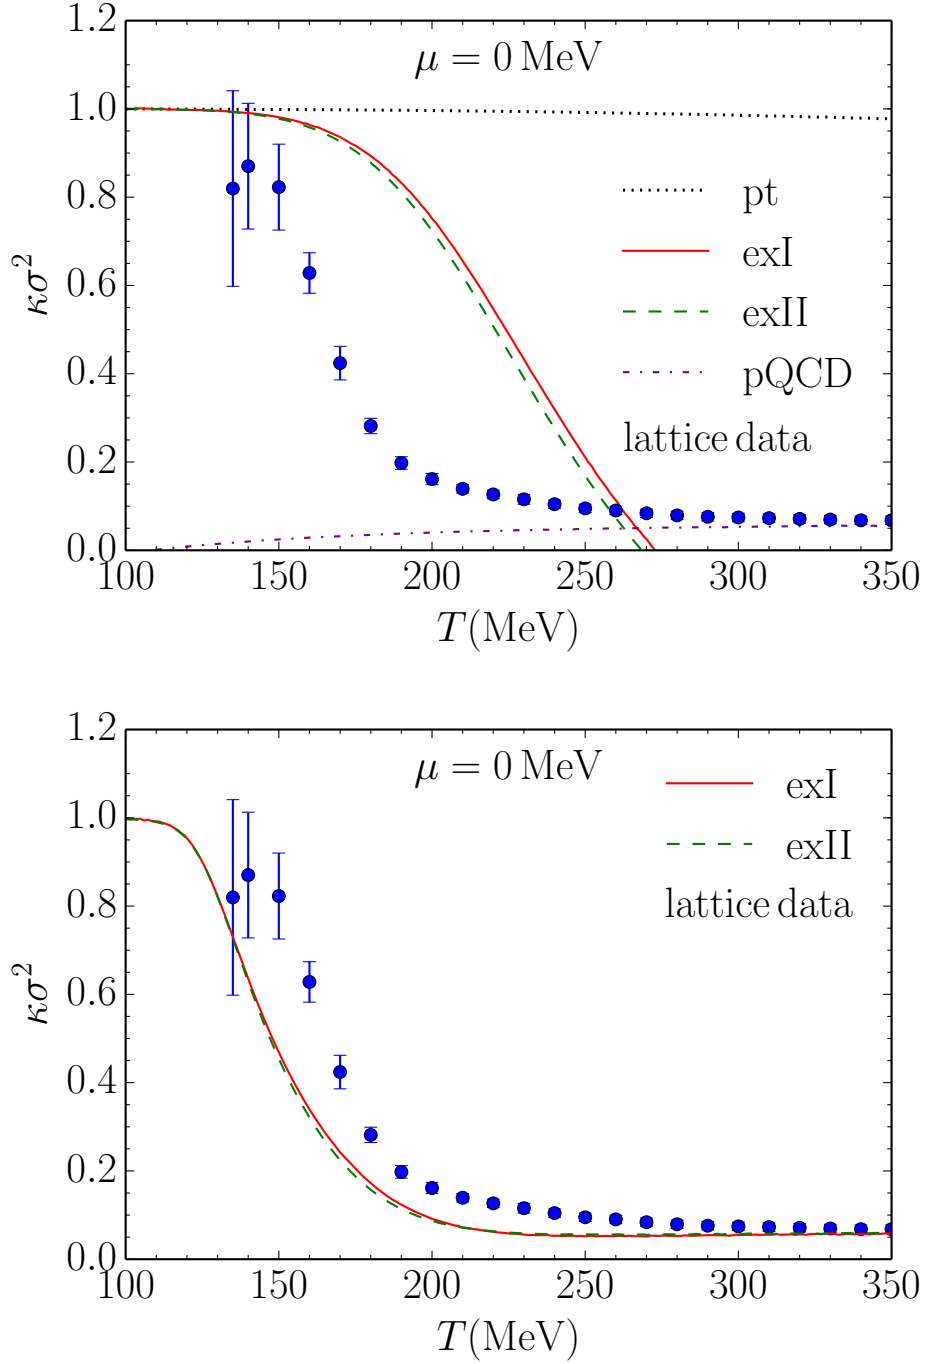 1.2
μ = 0 MeV
1.0
0.8
pt
exI
κσ²
0.6
exII
0.4
pQCD
lattice data
0.2
0.0
100 150 200 250 300 350
T(MeV)
1.2
μ = 0 MeV
exI
1.0
exII
0.8
lattice data
κσ²
0.6
0.4
0.2
0.0
100 150 200 250 300 350
T(MeV)